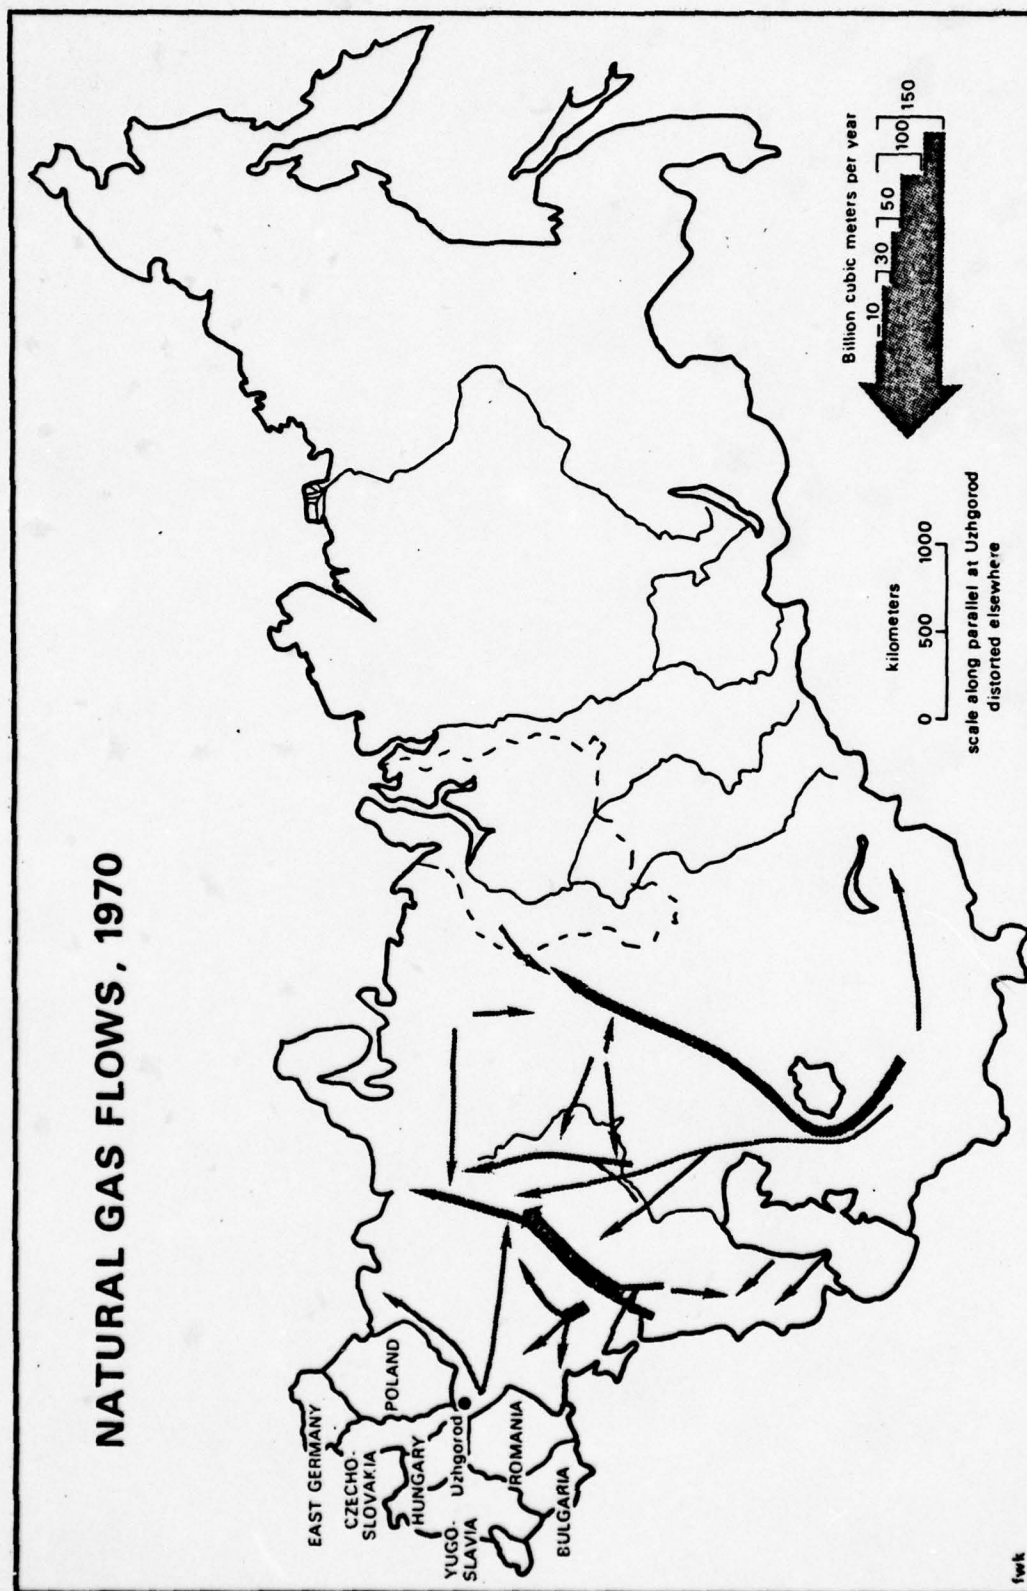 NATURAL GAS FLOWS, 1970
EAST GERMANY
CZECHO-
SLOVAKIA
POLAND
HUNGARY
YUGO-
SLAVIA
Uzhgorod
ROMANIA
BULGARIA
kilometers
0 500 1000
scale along parallel at Uzhgorod
distorted elsewhere
Billion cubic meters per year
=10 30 50 100 150
fwk